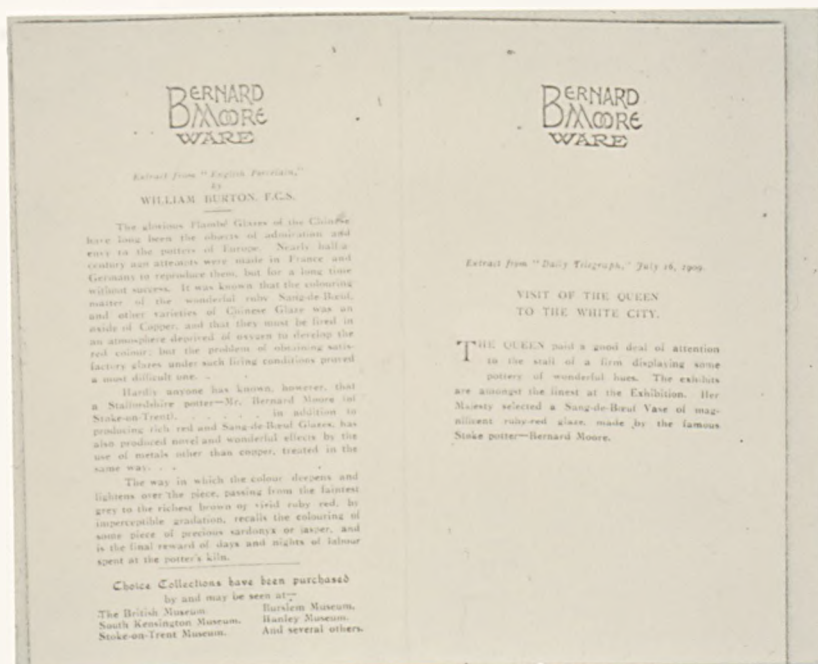 BERNARD
MOORE
WARE
Extract from "English Porcelain,"
by
WILLIAM BURTON, F.C.S.
The glorious Flambé Glazes of the Chinese
have long been the objects of admiration and
envy to the potters of Europe. Nearly half-a-
century ago attempts were made in France and
Germany to reproduce them, but for a long time
without success. It was known that the colouring
matter of the wonderful ruby Sang-de-Bœuf,
and other varieties of Chinese Glaze was an
oxide of Copper, and that they must be fired in
an atmosphere deprived of oxygen to develop the
red colour; but the problem of obtaining satis-
factory glazes under such firing conditions proved
a most difficult one. . .
Hardly anyone has known, however, that
a Staffordshire potter—Mr. Bernard Moore (of
Stoke-on-Trent), . . . . . in addition to
producing rich red and Sang-de-Bœuf Glazes, has
also produced novel and wonderful effects by the
use of metals other than copper, treated in the
same way. . .
The way in which the colour deepens and
lightens over the piece, passing from the faintest
grey to the richest brown or vivid ruby red, by
imperceptible gradation, recalls the colouring of
some piece of precious sardonyx or jasper, and
is the final reward of days and nights of labour
spent at the potter's kiln.
Choice Collections have been purchased
by and may be seen at—
The British Museum. Burslem Museum.
South Kensington Museum. Hanley Museum.
Stoke-on-Trent Museum. And several others.
BERNARD
MOORE
WARE
Extract from "Daily Telegraph," July 16, 1909.
VISIT OF THE QUEEN
TO THE WHITE CITY.
THE QUEEN paid a good deal of attention
to the stall of a firm displaying some
pottery of wonderful hues. The exhibits
are amongst the finest at the Exhibition. Her
Majesty selected a Sang-de-Bœuf Vase of mag-
nificent ruby-red glaze, made by the famous
Stoke potter—Bernard Moore.